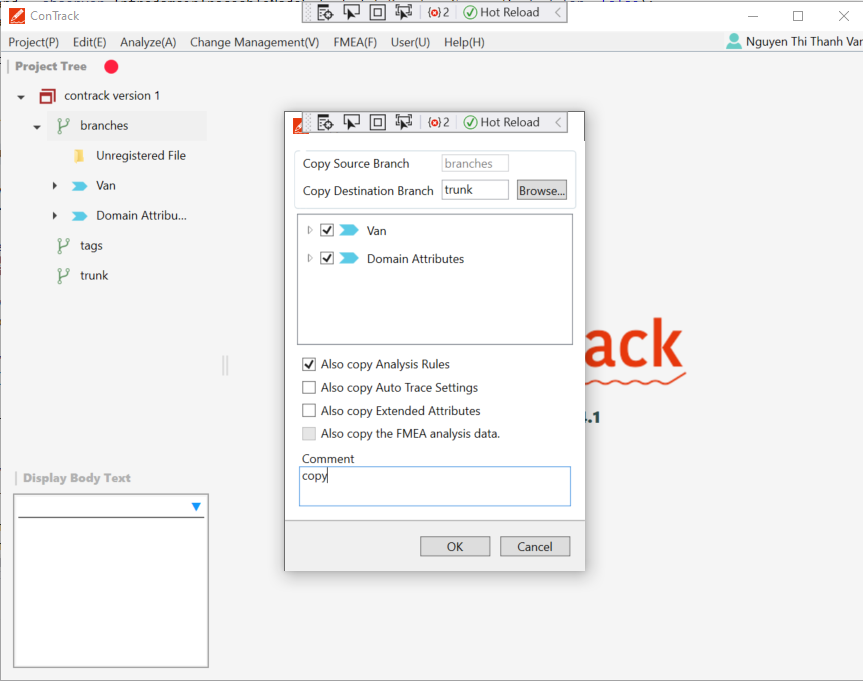 ConTrack
2 Hot Reload
Project(P) Edit(E) Analyze(A) Change Management(V) FMEA(F) User(U) Help(H)
Nguyen Thi Thanh Van
Project Tree
contrack version 1
branches
Unregistered File
Van
Domain Attribu...
tags
trunk
Display Body Text
2 Hot Reload
Copy Source Branch branches
Copy Destination Branch trunk Browse...
Van
Domain Attributes
Also copy Analysis Rules
Also copy Auto Trace Settings
Also copy Extended Attributes
Also copy the FMEA analysis data.
Comment
copy
OK Cancel
ack
.1